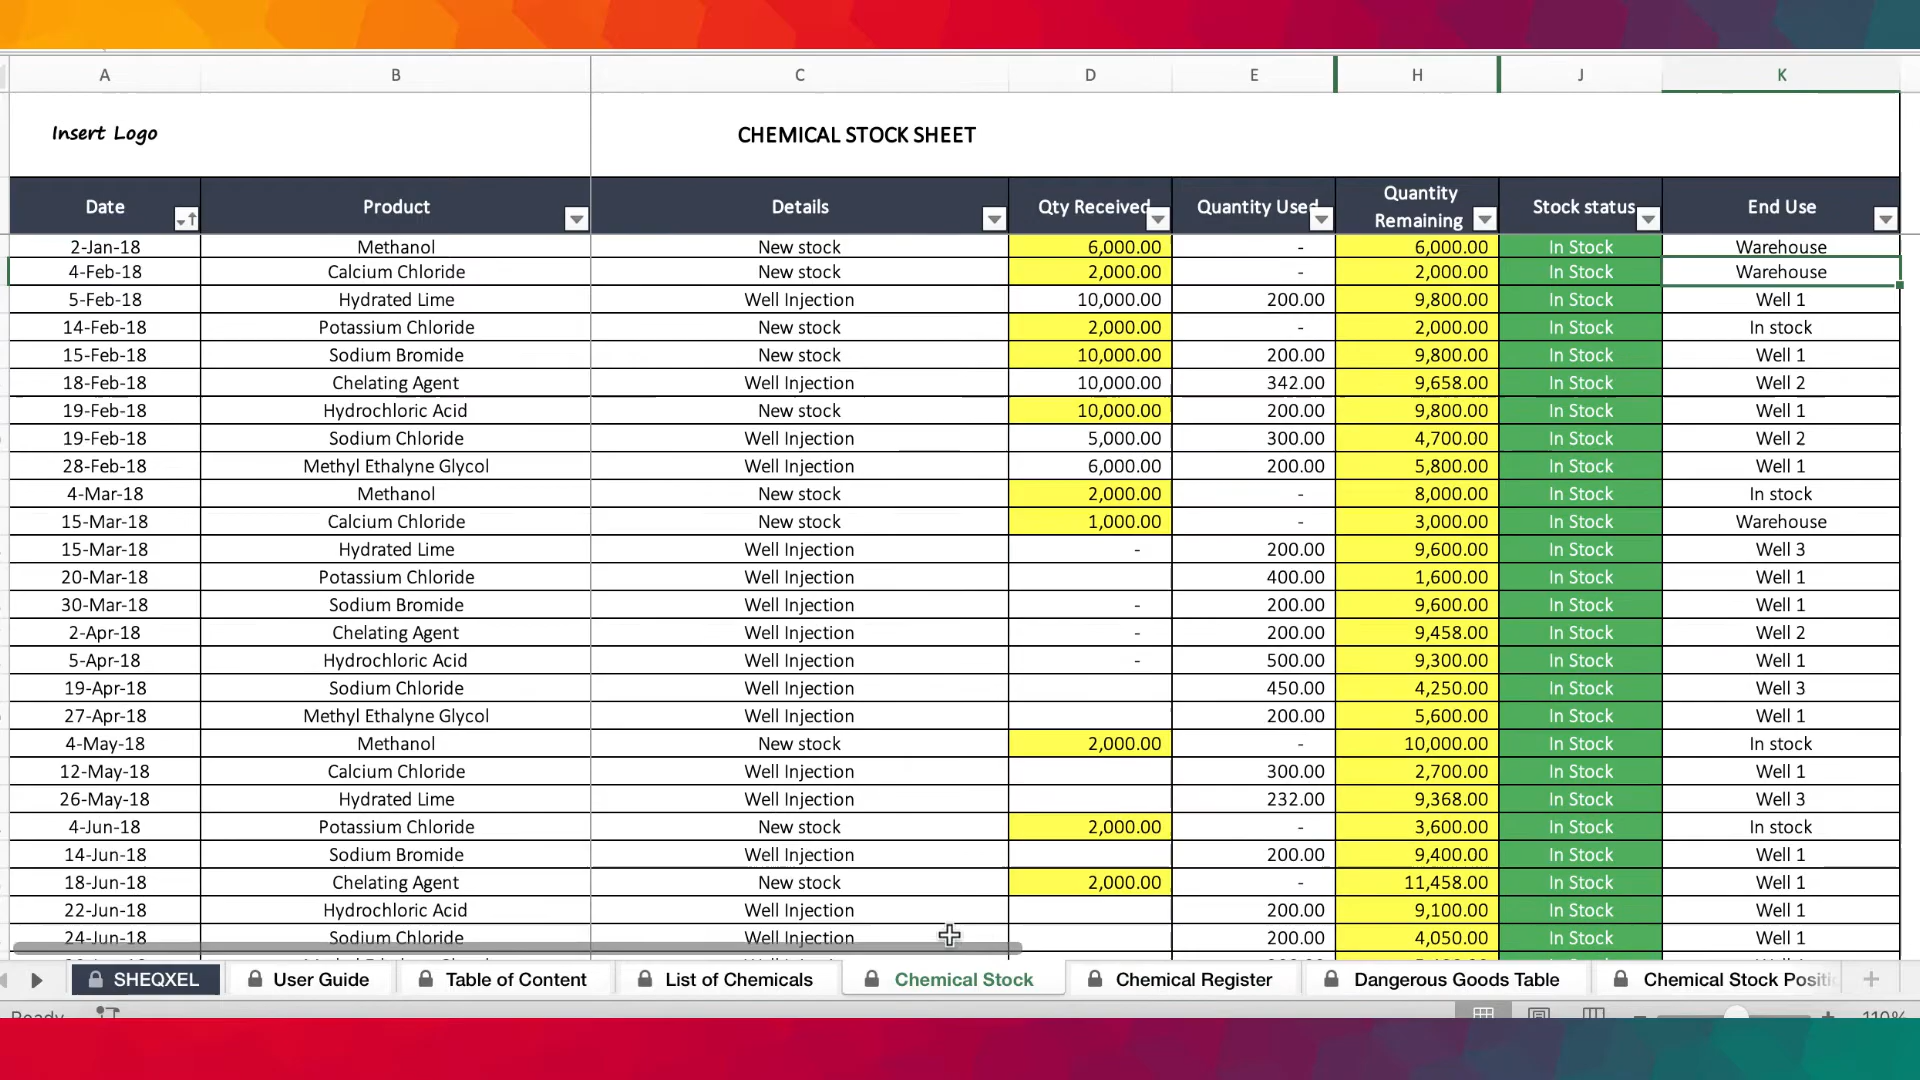 A B C D E H J K
Insert Logo
CHEMICAL STOCK SHEET
Date Product Details Qty Received Quantity Used Quantity Remaining Stock status End Use
2-Jan-18 Methanol New stock 6,000.00 - 6,000.00 In Stock Warehouse
4-Feb-18 Calcium Chloride New stock 2,000.00 - 2,000.00 In Stock Warehouse
5-Feb-18 Hydrated Lime Well Injection 10,000.00 200.00 9,800.00 In Stock Well 1
14-Feb-18 Potassium Chloride New stock 2,000.00 - 2,000.00 In Stock In stock
15-Feb-18 Sodium Bromide New stock 10,000.00 200.00 9,800.00 In Stock Well 1
18-Feb-18 Chelating Agent Well Injection 10,000.00 342.00 9,658.00 In Stock Well 2
19-Feb-18 Hydrochloric Acid New stock 10,000.00 200.00 9,800.00 In Stock Well 1
19-Feb-18 Sodium Chloride Well Injection 5,000.00 300.00 4,700.00 In Stock Well 2
28-Feb-18 Methyl Ethalyne Glycol Well Injection 6,000.00 200.00 5,800.00 In Stock Well 1
4-Mar-18 Methanol New stock 2,000.00 - 8,000.00 In Stock In stock
15-Mar-18 Calcium Chloride New stock 1,000.00 - 3,000.00 In Stock Warehouse
15-Mar-18 Hydrated Lime Well Injection - 200.00 9,600.00 In Stock Well 3
20-Mar-18 Potassium Chloride Well Injection 400.00 1,600.00 In Stock Well 1
30-Mar-18 Sodium Bromide Well Injection - 200.00 9,600.00 In Stock Well 1
2-Apr-18 Chelating Agent Well Injection - 200.00 9,458.00 In Stock Well 2
5-Apr-18 Hydrochloric Acid Well Injection - 500.00 9,300.00 In Stock Well 1
19-Apr-18 Sodium Chloride Well Injection 450.00 4,250.00 In Stock Well 3
27-Apr-18 Methyl Ethalyne Glycol Well Injection 200.00 5,600.00 In Stock Well 1
4-May-18 Methanol New stock 2,000.00 - 10,000.00 In Stock In stock
12-May-18 Calcium Chloride Well Injection 300.00 2,700.00 In Stock Well 1
26-May-18 Hydrated Lime Well Injection 232.00 9,368.00 In Stock Well 3
4-Jun-18 Potassium Chloride New stock 2,000.00 - 3,600.00 In Stock In stock
14-Jun-18 Sodium Bromide Well Injection 200.00 9,400.00 In Stock Well 1
18-Jun-18 Chelating Agent New stock 2,000.00 - 11,458.00 In Stock Well 1
22-Jun-18 Hydrochloric Acid Well Injection 200.00 9,100.00 In Stock Well 1
24-Jun-18 Sodium Chloride Well Injection 200.00 4,050.00 In Stock Well 1
SHEQXEL User Guide Table of Content List of Chemicals Chemical Stock Chemical Register Dangerous Goods Table Chemical Stock Positi